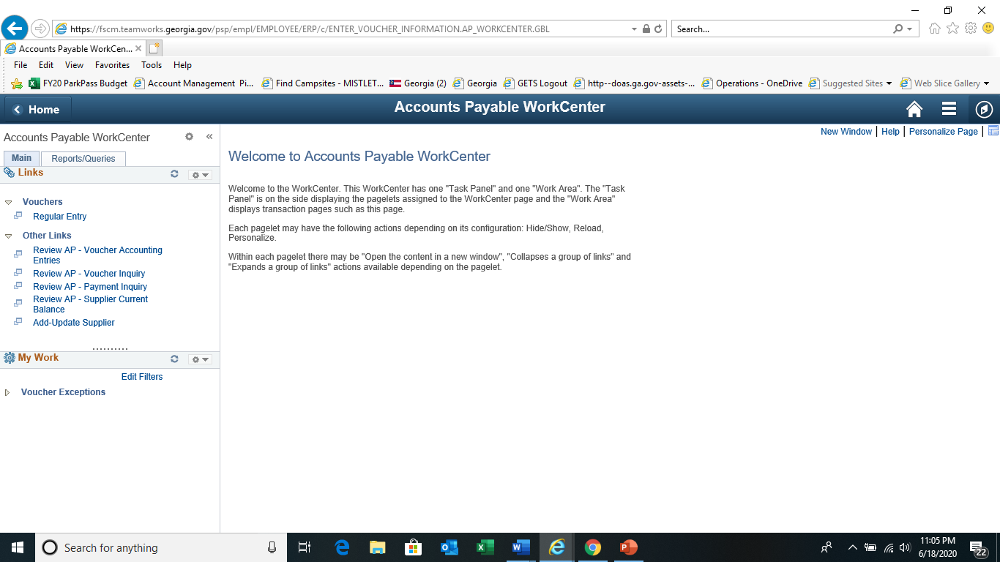 https://fscm.teamworks.georgia.gov/psp/empl/EMPLOYEE/ERP/c/ENTER_VOUCHER_INFORMATION.AP_WORKCENTER.GBL
Search...
Accounts Payable WorkCen...
File Edit View Favorites Tools Help
FY20 ParkPass Budget Account Management Pi... Find Campsites - MISTLET... Georgia (2) Georgia GETS Logout http--doas.ga.gov-assets-... Operations - OneDrive Suggested Sites Web Slice Gallery
Home
Accounts Payable WorkCenter
New Window | Help | Personalize Page |
Accounts Payable WorkCenter
Main Reports/Queries
Links
Vouchers
Regular Entry
Other Links
Review AP - Voucher Accounting
Entries
Review AP - Voucher Inquiry
Review AP - Payment Inquiry
Review AP - Supplier Current
Balance
Add-Update Supplier
My Work
Edit Filters
Voucher Exceptions
Welcome to Accounts Payable WorkCenter
Welcome to the WorkCenter. This WorkCenter has one "Task Panel" and one "Work Area". The "Task
Panel" is on the side displaying the pagelets assigned to the WorkCenter page and the "Work Area"
displays transaction pages such as this page.
Each pagelet may have the following actions depending on its configuration: Hide/Show, Reload,
Personalize.
Within each pagelet there may be "Open the content in a new window", "Collapses a group of links" and
"Expands a group of links" actions available depending on the pagelet.
Search for anything
11:05 PM
6/18/2020
22